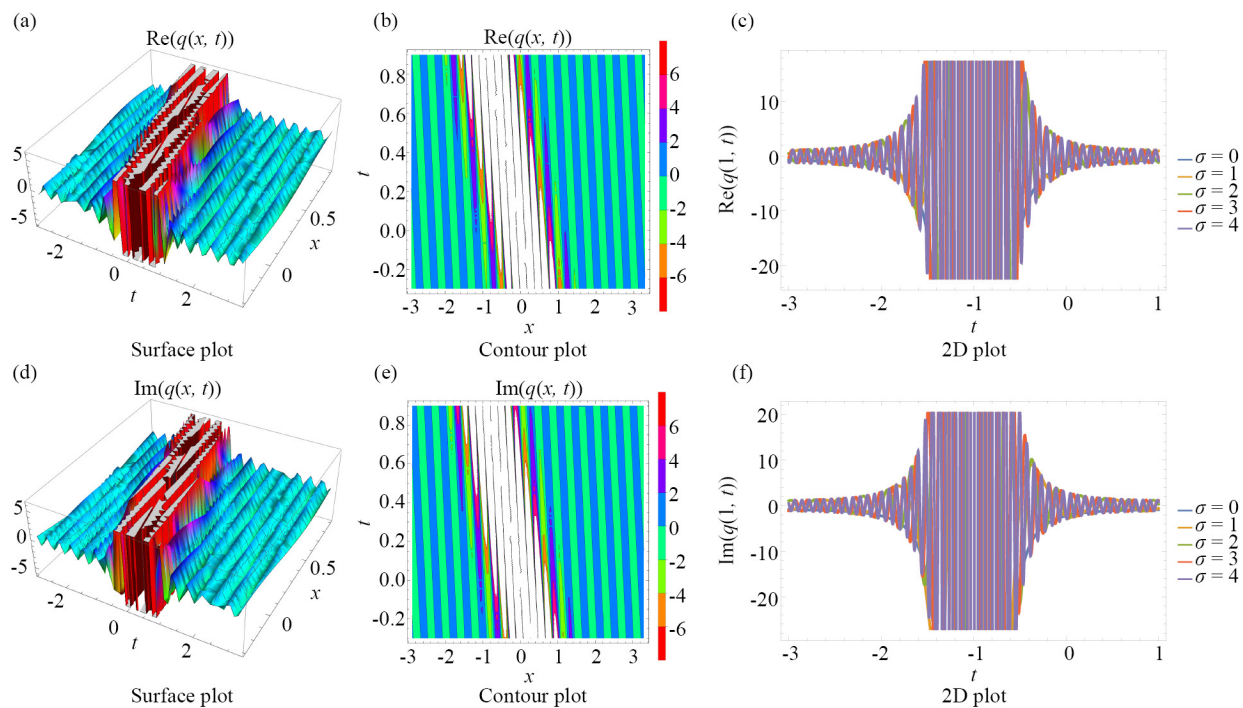 (a)
Re(q(x, t))
5
0
-5
-2
0
2
t
0
0.5
x
Surface plot
(b)
Re(q(x, t))
0.8
0.6
0.4
0.2
0.0
-0.2
t
-3 -2 -1 0 1 2 3
x
6
4
2
0
-2
-4
-6
Contour plot
(c)
10
0
-10
-20
Re(q(1, t))
-3 -2 -1 0 1
t
σ = 0
σ = 1
σ = 2
σ = 3
σ = 4
2D plot
(d)
Im(q(x, t))
5
0
-5
-2
0
2
t
0
0.5
x
Surface plot
(e)
Im(q(x, t))
0.8
0.6
0.4
0.2
0.0
-0.2
t
-3 -2 -1 0 1 2 3
x
6
4
2
0
-2
-4
-6
Contour plot
(f)
20
10
0
-10
-20
Im(q(1, t))
-3 -2 -1 0 1
t
σ = 0
σ = 1
σ = 2
σ = 3
σ = 4
2D plot